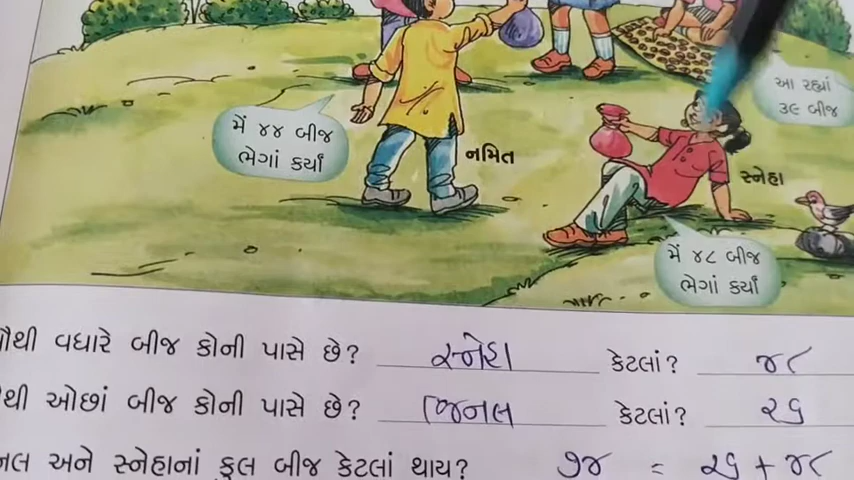 આ રહ્યાં
૩૯ બીજ
મેં ૪૪ બીજ
ભેગાં કર્યાં
નમિત
સ્નેહા
મેં ૪૮ બીજ
ભેગાં કર્યાં
વધારે બીજ કોની પાસે છે? સ્નેહા કેટલાં? ૪૮
ઓછાં બીજ કોની પાસે છે? જિનલ કેટલાં? ૨૬
અને સ્નેહાનાં કુલ બીજ કેટલાં થાય? ૭૪ = ૨૬ + ૪૮